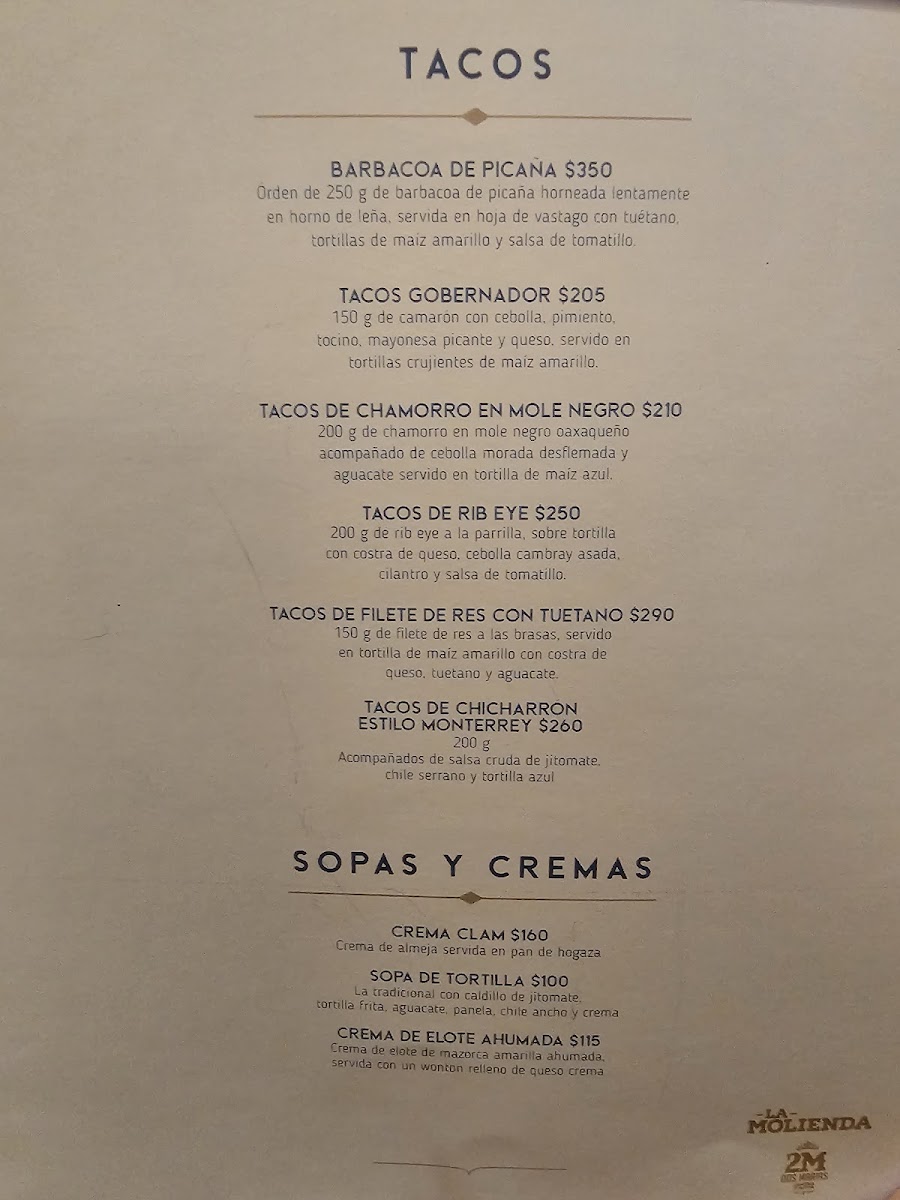 TACOS
BARBACOA DE PICAÑA $350
Orden de 250 g de barbacoa de picaña horneada lentamente
en horno de leña, servida en hoja de vastago con tuétano,
tortillas de maíz amarillo y salsa de tomatillo.
TACOS GOBERNADOR $205
150 g de camarón con cebolla, pimiento,
tocino, mayonesa picante y queso, servido en
tortillas crujientes de maíz amarillo.
TACOS DE CHAMORRO EN MOLE NEGRO $210
200 g de chamorro en mole negro oaxaqueño
acompañado de cebolla morada desflemada y
aguacate servido en tortilla de maíz azul.
TACOS DE RIB EYE $250
200 g de rib eye a la parrilla, sobre tortilla
con costra de queso, cebolla cambray asada,
cilantro y salsa de tomatillo.
TACOS DE FILETE DE RES CON TUETANO $290
150 g de filete de res a las brasas, servido
en tortilla de maíz amarillo con costra de
queso, tuetano y aguacate.
TACOS DE CHICHARRON
ESTILO MONTERREY $260
200 g
Acompañados de salsa cruda de jitomate,
chile serrano y tortilla azul
SOPAS Y CREMAS
CREMA CLAM $160
Crema de almeja servida en pan de hogaza
SOPA DE TORTILLA $100
La tradicional con caldillo de jitomate,
tortilla frita, aguacate, panela, chile ancho y crema
CREMA DE ELOTE AHUMADA $115
Crema de elote de mazorca amarilla ahumada,
servida con un wonton relleno de queso crema
-LA-
MOLIENDA
2M
DOS MARIAS